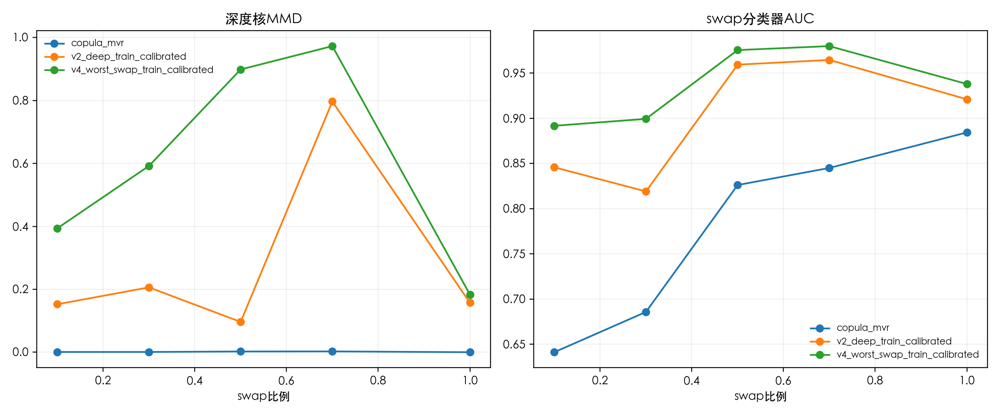 深度核MMD
1.0
0.8
0.6
0.4
0.2
0.0
copula_mvr
v2_deep_train_calibrated
v4_worst_swap_train_calibrated
0.2 0.4 0.6 0.8 1.0
swap比例
swap分类器AUC
0.95
0.90
0.85
0.80
0.75
0.70
0.65
copula_mvr
v2_deep_train_calibrated
v4_worst_swap_train_calibrated
0.2 0.4 0.6 0.8 1.0
swap比例